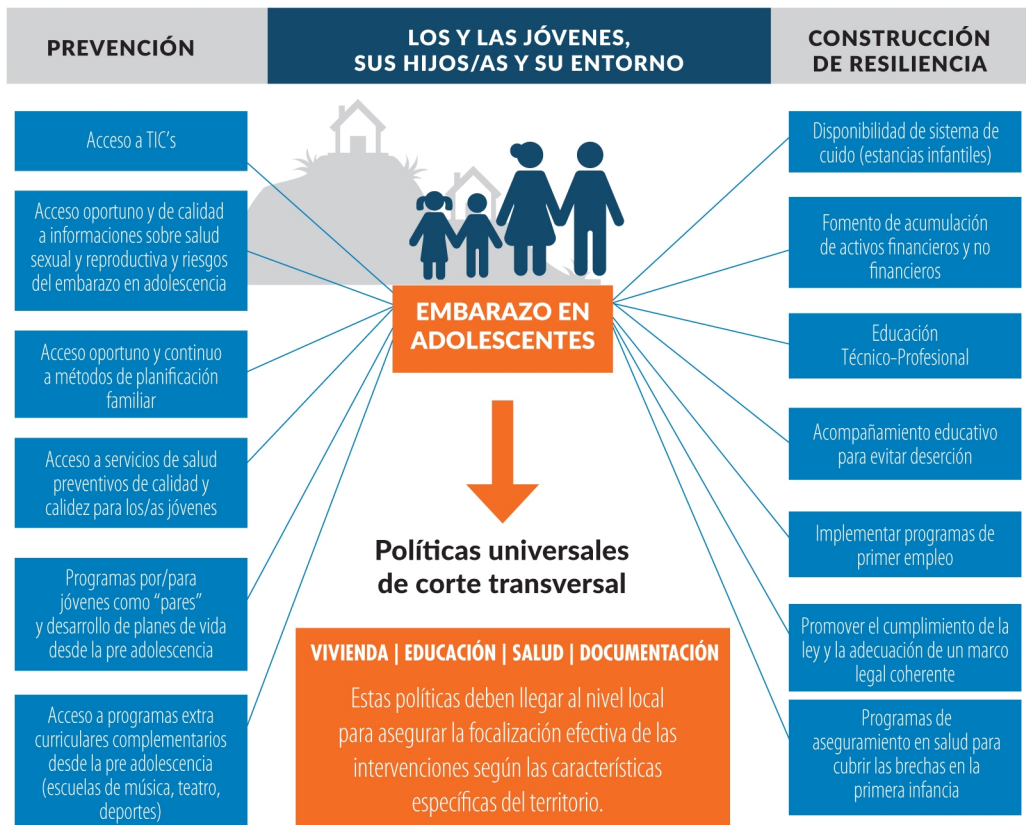 PREVENCIÓN
LOS Y LAS JÓVENES,
SUS HIJOS/AS Y SU ENTORNO
CONSTRUCCIÓN
DE RESILIENCIA
Acceso a TIC's
Acceso oportuno y de calidad
a informaciones sobre salud
sexual y reproductiva y riesgos
del embarazo en adolescencia
Acceso oportuno y continuo
a métodos de planificación
familiar
Acceso a servicios de salud
preventivos de calidad y
calidez para los/as jóvenes
Programas por/para
jóvenes como “pares”
y desarrollo de planes de vida
desde la pre adolescencia
Acceso a programas extra
curriculares complementarios
desde la pre adolescencia
(escuelas de música, teatro,
deportes)
EMBARAZO EN
ADOLESCENTES
Políticas universales
de corte transversal
VIVIENDA | EDUCACIÓN | SALUD | DOCUMENTACIÓN
Estas políticas deben llegar al nivel local
para asegurar la focalización efectiva de las
intervenciones según las características
específicas del territorio.
Disponibilidad de sistema de
cuido (estancias infantiles)
Fomento de acumulación
de activos financieros y no
financieros
Educación
Técnico-Profesional
Acompañamiento educativo
para evitar deserción
Implementar programas de
primer empleo
Promover el cumplimiento de la
ley y la adecuación de un marco
legal coherente
Programas de
aseguramiento en salud para
cubrir las brechas en la
primera infancia